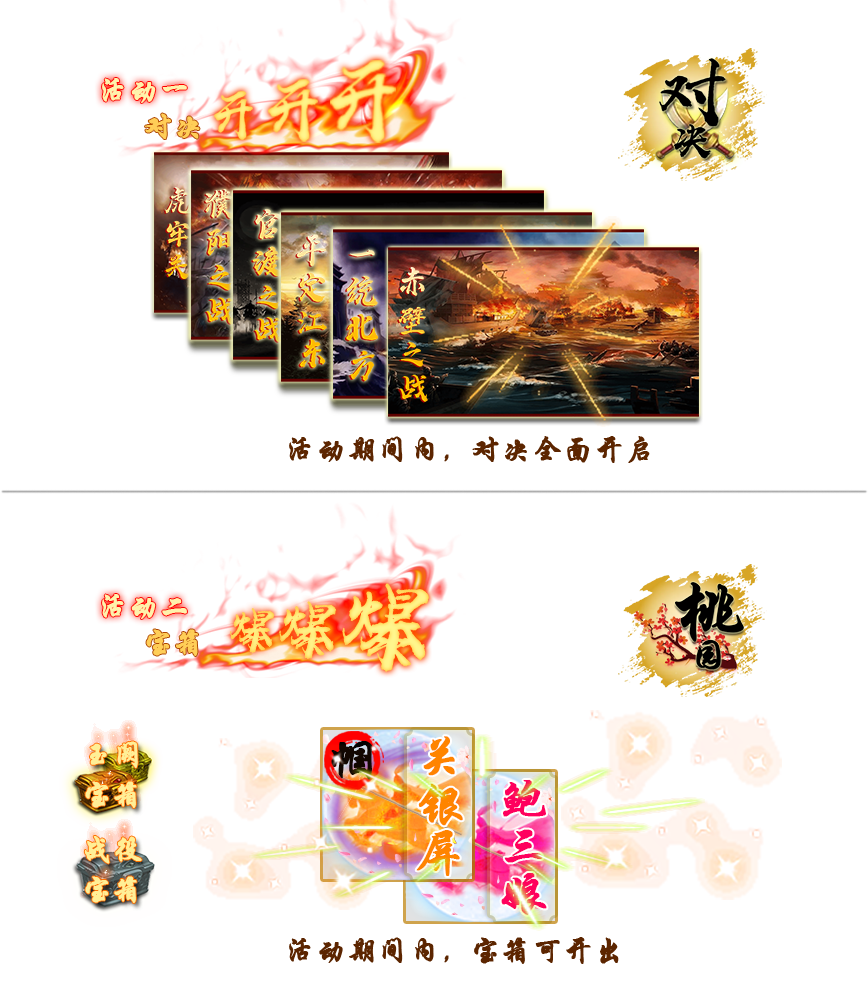 活动一
对决 开开开
对决
虎牢关
濮阳之战
官渡之战
平定江东
一统北方
赤壁之战
活动期间内，对决全面开启
活动二
宝箱 爆爆爆
桃园
玉阙
宝箱
战役
宝箱
帼
关银屏
鲍三娘
活动期间内，宝箱可开出